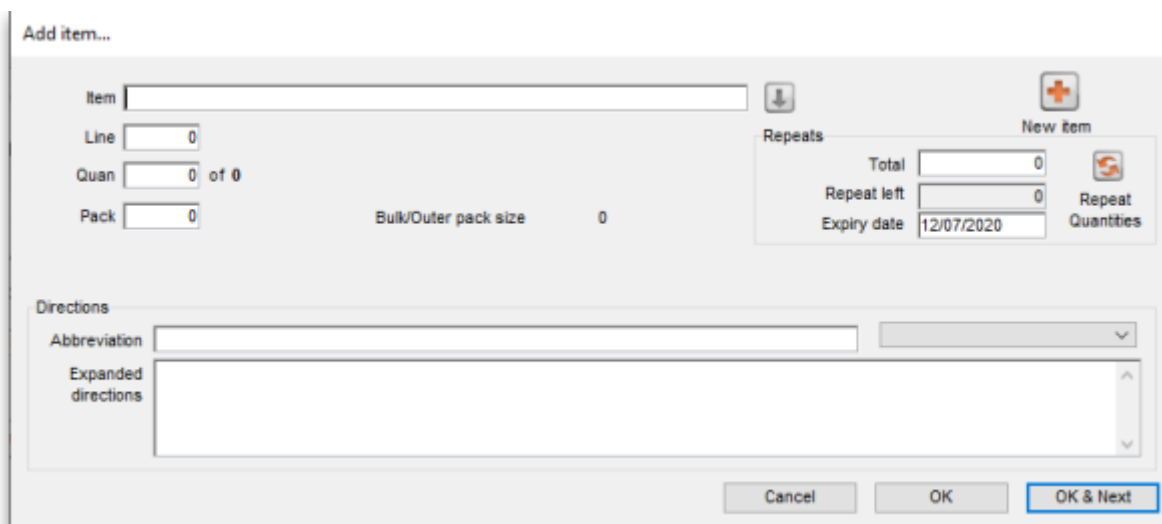 Add item...
Item
New item
Line 0
Repeats
Quan 0 of 0
Total 0
Repeat left 0
Repeat Quantities
Pack 0
Bulk/Outer pack size 0
Expiry date 12/07/2020
Directions
Abbreviation
Expanded
directions
Cancel OK OK & Next